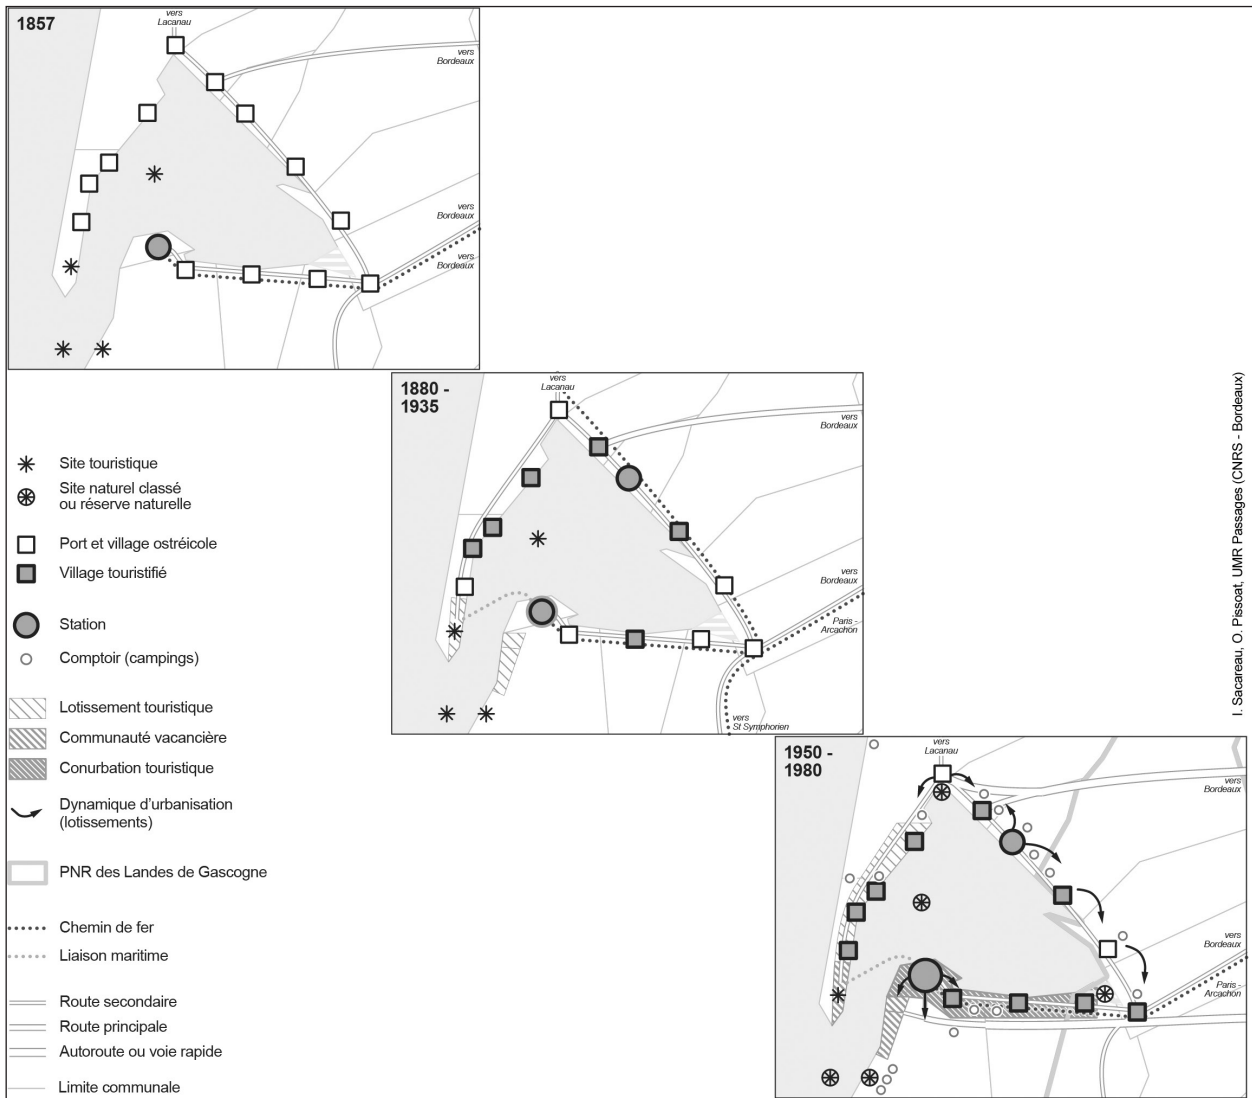 1857
vers
Lacanau
vers
Bordeaux
vers
Bordeaux
vers
Bordeaux
1880 -
1935
vers
Lacanau
vers
Bordeaux
vers
Bordeaux
Paris -
Arcachon
vers
St Symphorien
1950 -
1980
vers
Lacanau
vers
Bordeaux
vers
Bordeaux
Paris -
Arcachon
Site touristique
Site naturel classé
ou réserve naturelle
Port et village ostréicole
Village touristifié
Station
Comptoir (campings)
Lotissement touristique
Communauté vacancière
Conurbation touristique
Dynamique d'urbanisation
(lotissements)
PNR des Landes de Gascogne
Chemin de fer
Liaison maritime
Route secondaire
Route principale
Autoroute ou voie rapide
Limite communale
I. Sacareau, O. Pissoat, UMR Passages (CNRS - Bordeaux)